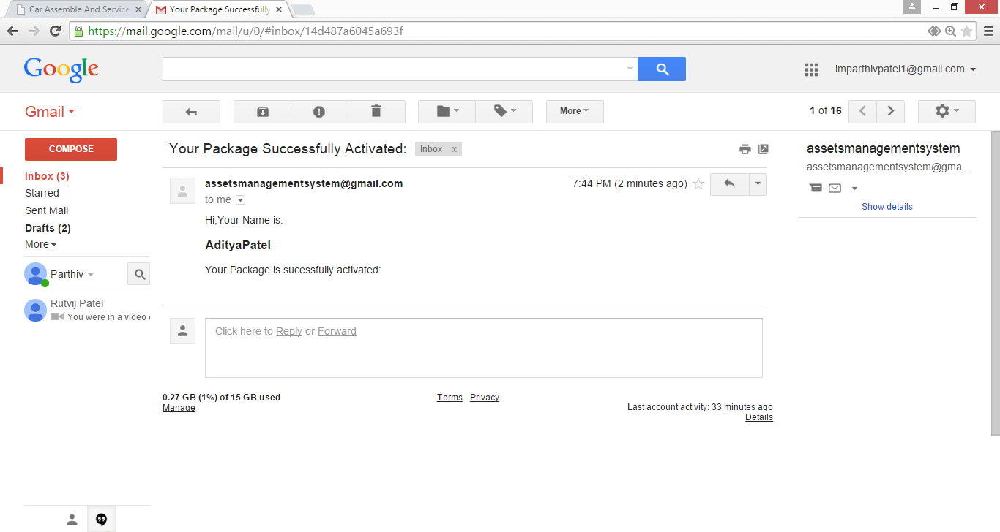 Car Assemble And Service
Your Package Successfully
https://mail.google.com/mail/u/0/#inbox/14d487a6045a693f
Google
imparthivpatel1@gmail.com
Gmail
More
1 of 16
COMPOSE
Your Package Successfully Activated:
Inbox x
assetsmanagementsystem
assetsmanagementsystem@gma...
Show details
Inbox (3)
Starred
Sent Mail
Drafts (2)
More
Parthiv
Rutvij Patel
You were in a video
assetsmanagementsystem@gmail.com
7:44 PM (2 minutes ago)
to me
Hi,Your Name is:
AdityaPatel
Your Package is sucessfully activated:
Click here to Reply or Forward
0.27 GB (1%) of 15 GB used
Manage
Terms - Privacy
Last account activity: 33 minutes ago
Details